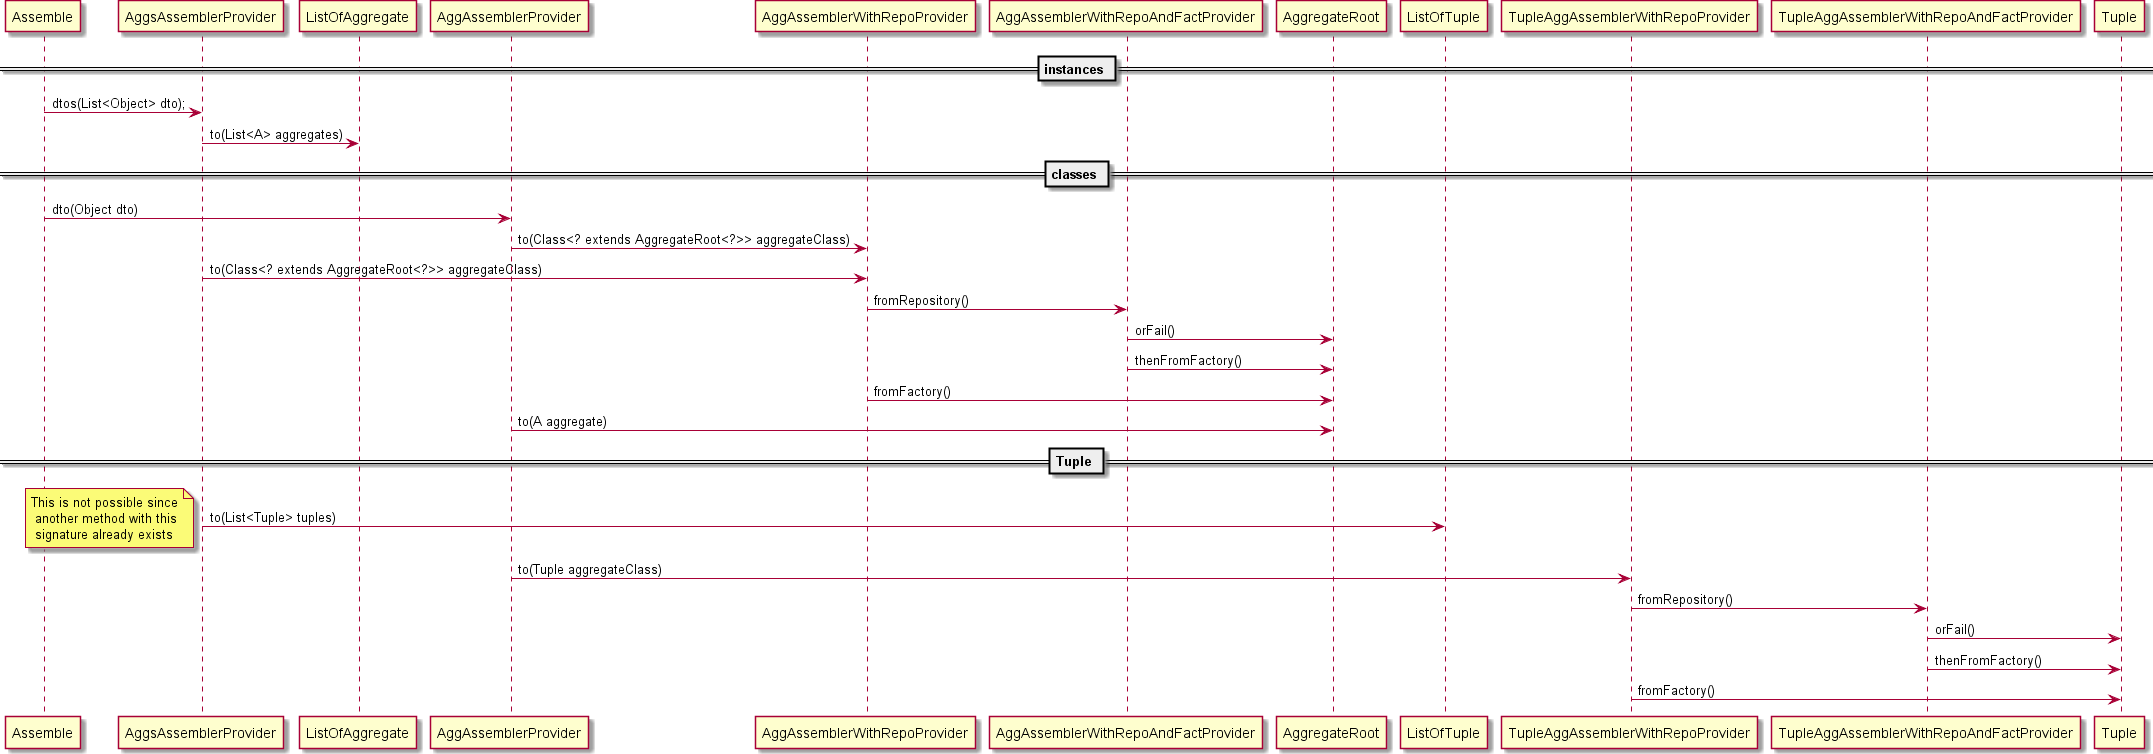 Assemble
AggsAssemblerProvider
ListOfAggregate
AggAssemblerProvider
AggAssemblerWithRepoProvider
AggAssemblerWithRepoAndFactProvider
AggregateRoot
ListOfTuple
TupleAggAssemblerWithRepoProvider
TupleAggAssemblerWithRepoAndFactProvider
Tuple
instances
dtos(List<Object> dto);
to(List<A> aggregates)
classes
dto(Object dto)
to(Class<? extends AggregateRoot<?>> aggregateClass)
to(Class<? extends AggregateRoot<?>> aggregateClass)
fromRepository()
orFail()
thenFromFactory()
fromFactory()
to(A aggregate)
Tuple
This is not possible since
another method with this
signature already exists
to(List<Tuple> tuples)
to(Tuple aggregateClass)
fromRepository()
orFail()
thenFromFactory()
fromFactory()
Assemble
AggsAssemblerProvider
ListOfAggregate
AggAssemblerProvider
AggAssemblerWithRepoProvider
AggAssemblerWithRepoAndFactProvider
AggregateRoot
ListOfTuple
TupleAggAssemblerWithRepoProvider
TupleAggAssemblerWithRepoAndFactProvider
Tuple